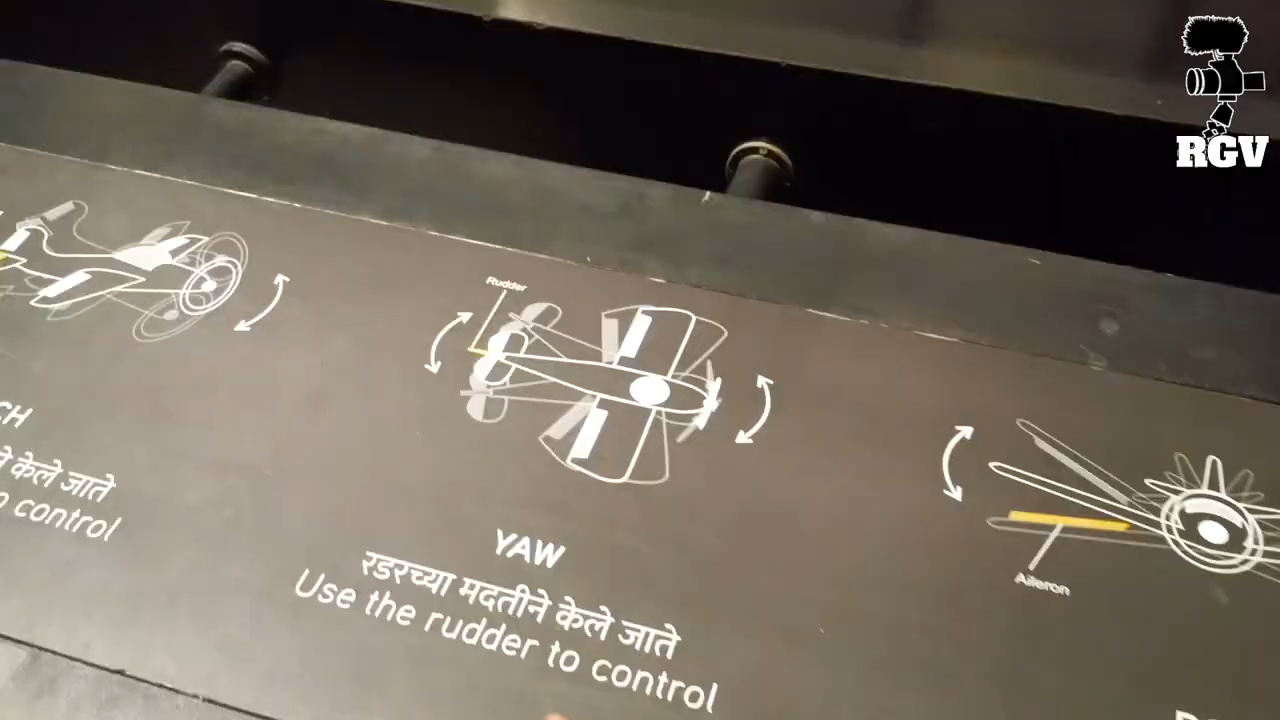 RGV
Rudder
Aileron
CH
केले जाते
control
YAW
रडरच्या मदतीने केले जाते
Use the rudder to control